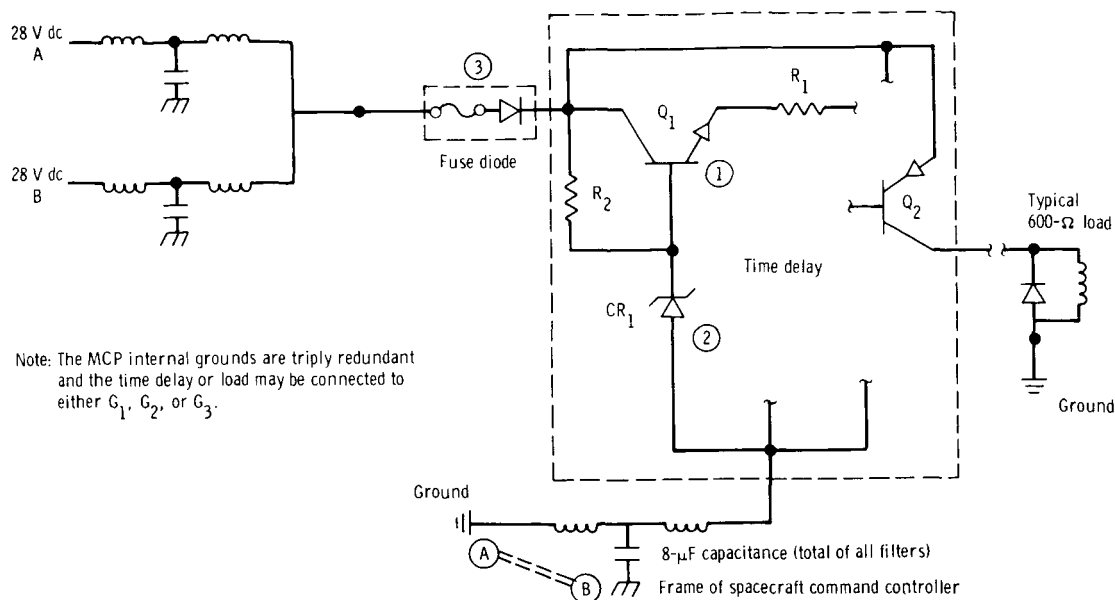 28 V dc
A
28 V dc
B
3
Fuse diode
R1
Q1
1
R2
Q2
Typical
600-Ω load
Time delay
CR1
2
Note: The MCP internal grounds are triply redundant
and the time delay or load may be connected to
either G1, G2, or G3.
Ground
Ground
A
B
8-μF capacitance (total of all filters)
Frame of spacecraft command controller